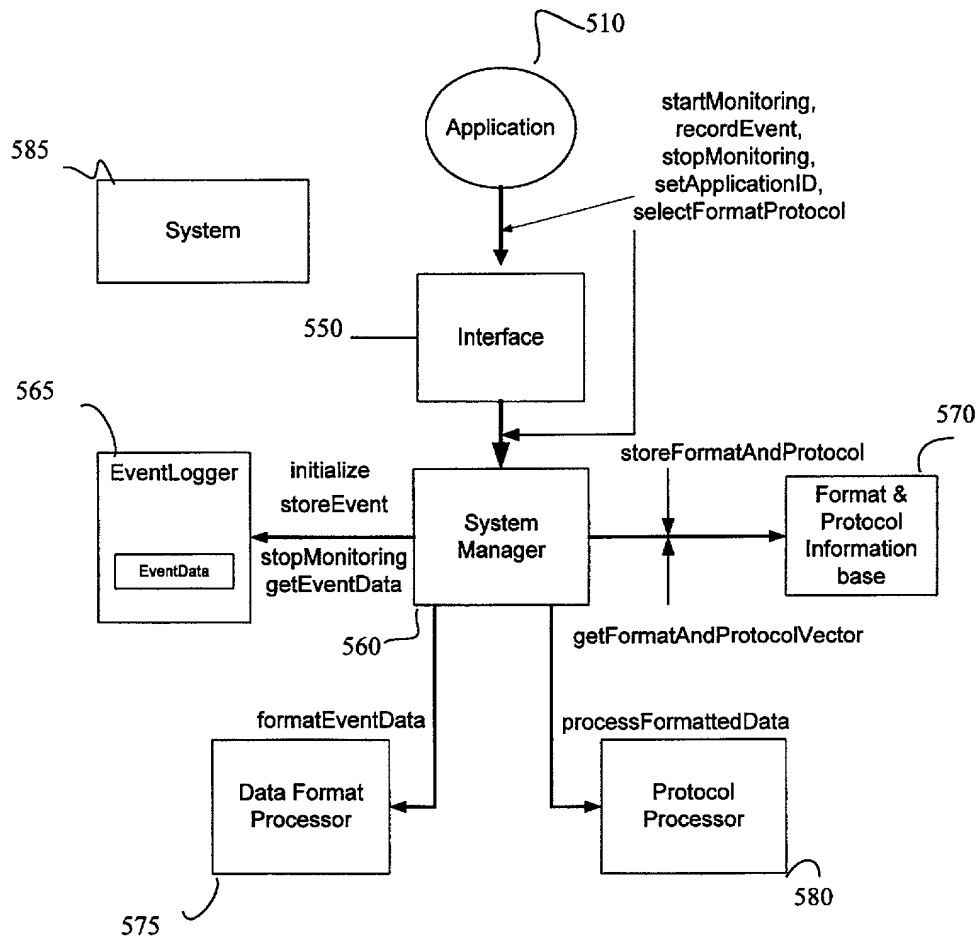 510
Application
startMonitoring,
recordEvent,
stopMonitoring,
setApplicationID,
selectFormatProtocol
585
System
550
Interface
565
EventLogger
EventData
initialize
storeEvent
stopMonitoring
getEventData
System
Manager
560
storeFormatAndProtocol
getFormatAndProtocolVector
570
Format &
Protocol
Information
base
formatEventData
processFormattedData
Data Format
Processor
575
Protocol
Processor
580